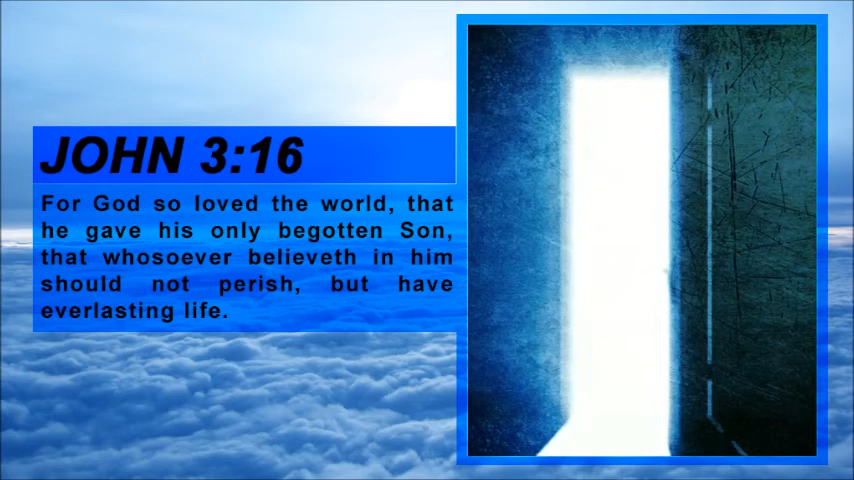 JOHN 3:16
For God so loved the world, that
he gave his only begotten Son,
that whosoever believeth in him
should not perish, but have
everlasting life.